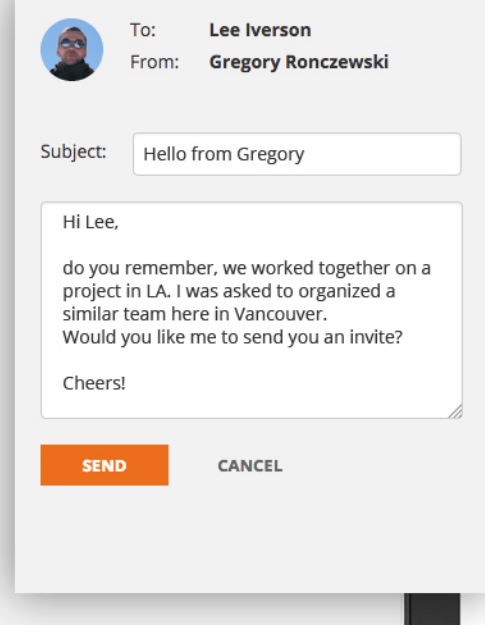 To: Lee Iverson
From: Gregory Ronczewski
Subject: Hello from Gregory
Hi Lee,
do you remember, we worked together on a
project in LA. I was asked to organized a
similar team here in Vancouver.
Would you like me to send you an invite?
Cheers!
SEND CANCEL